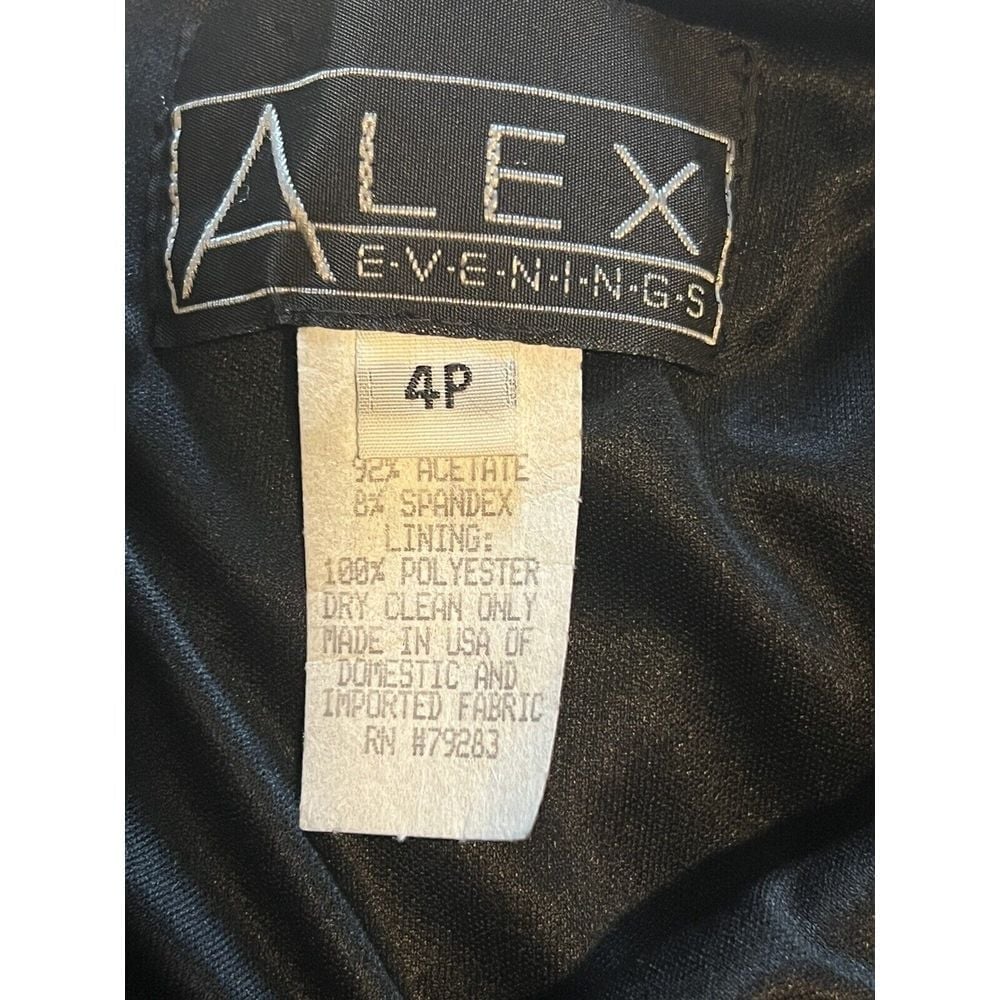 ALEX
E·V·E·N·I·N·G·S
4P
92% ACETATE
8% SPANDEX
LINING:
100% POLYESTER
DRY CLEAN ONLY
MADE IN USA OF
DOMESTIC AND
IMPORTED FABRIC
RN #79283